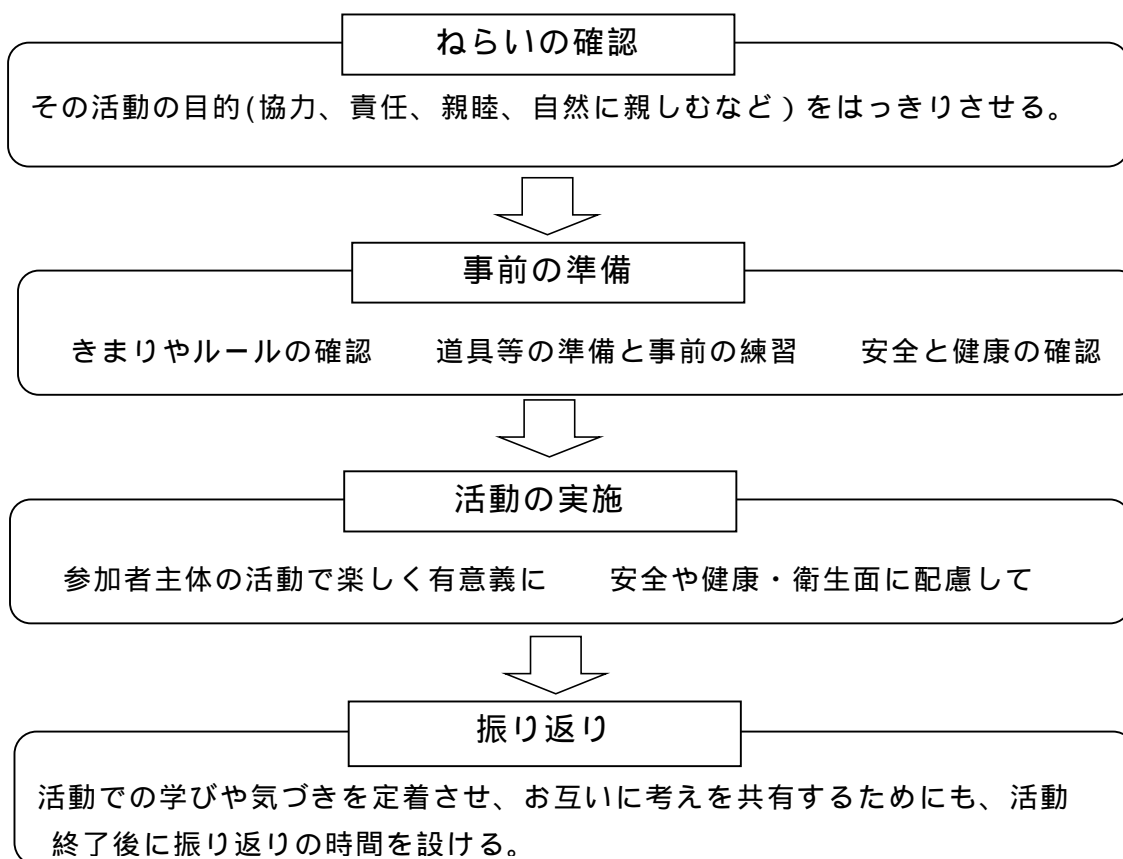 ねらいの確認
その活動の目的(協力、責任、親睦、自然に親しむなど）をはっきりさせる。
事前の準備
きまりやルールの確認　　道具等の準備と事前の練習　　安全と健康の確認
活動の実施
参加者主体の活動で楽しく有意義に　　安全や健康・衛生面に配慮して
振り返り
活動での学びや気づきを定着させ、お互いに考えを共有するためにも、活動
終了後に振り返りの時間を設ける。